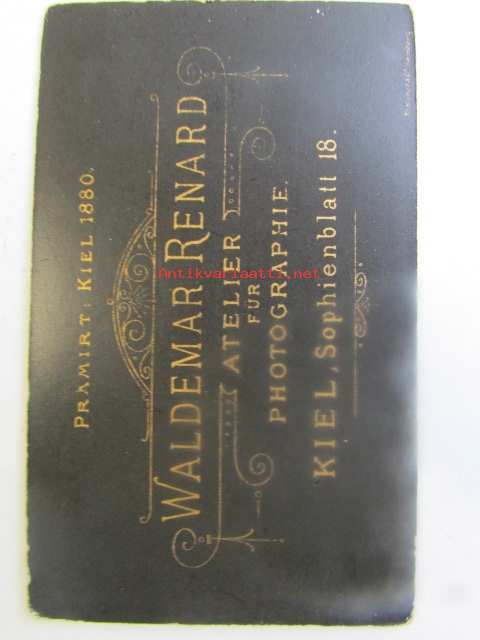 PRAMIRT: KIEL 1880.
WALDEMAR RENARD
ATELIER
FÜR
PHOTOGRAPHIE.
KIEL, Sophienblatt 18.
Antikvariaatti.net